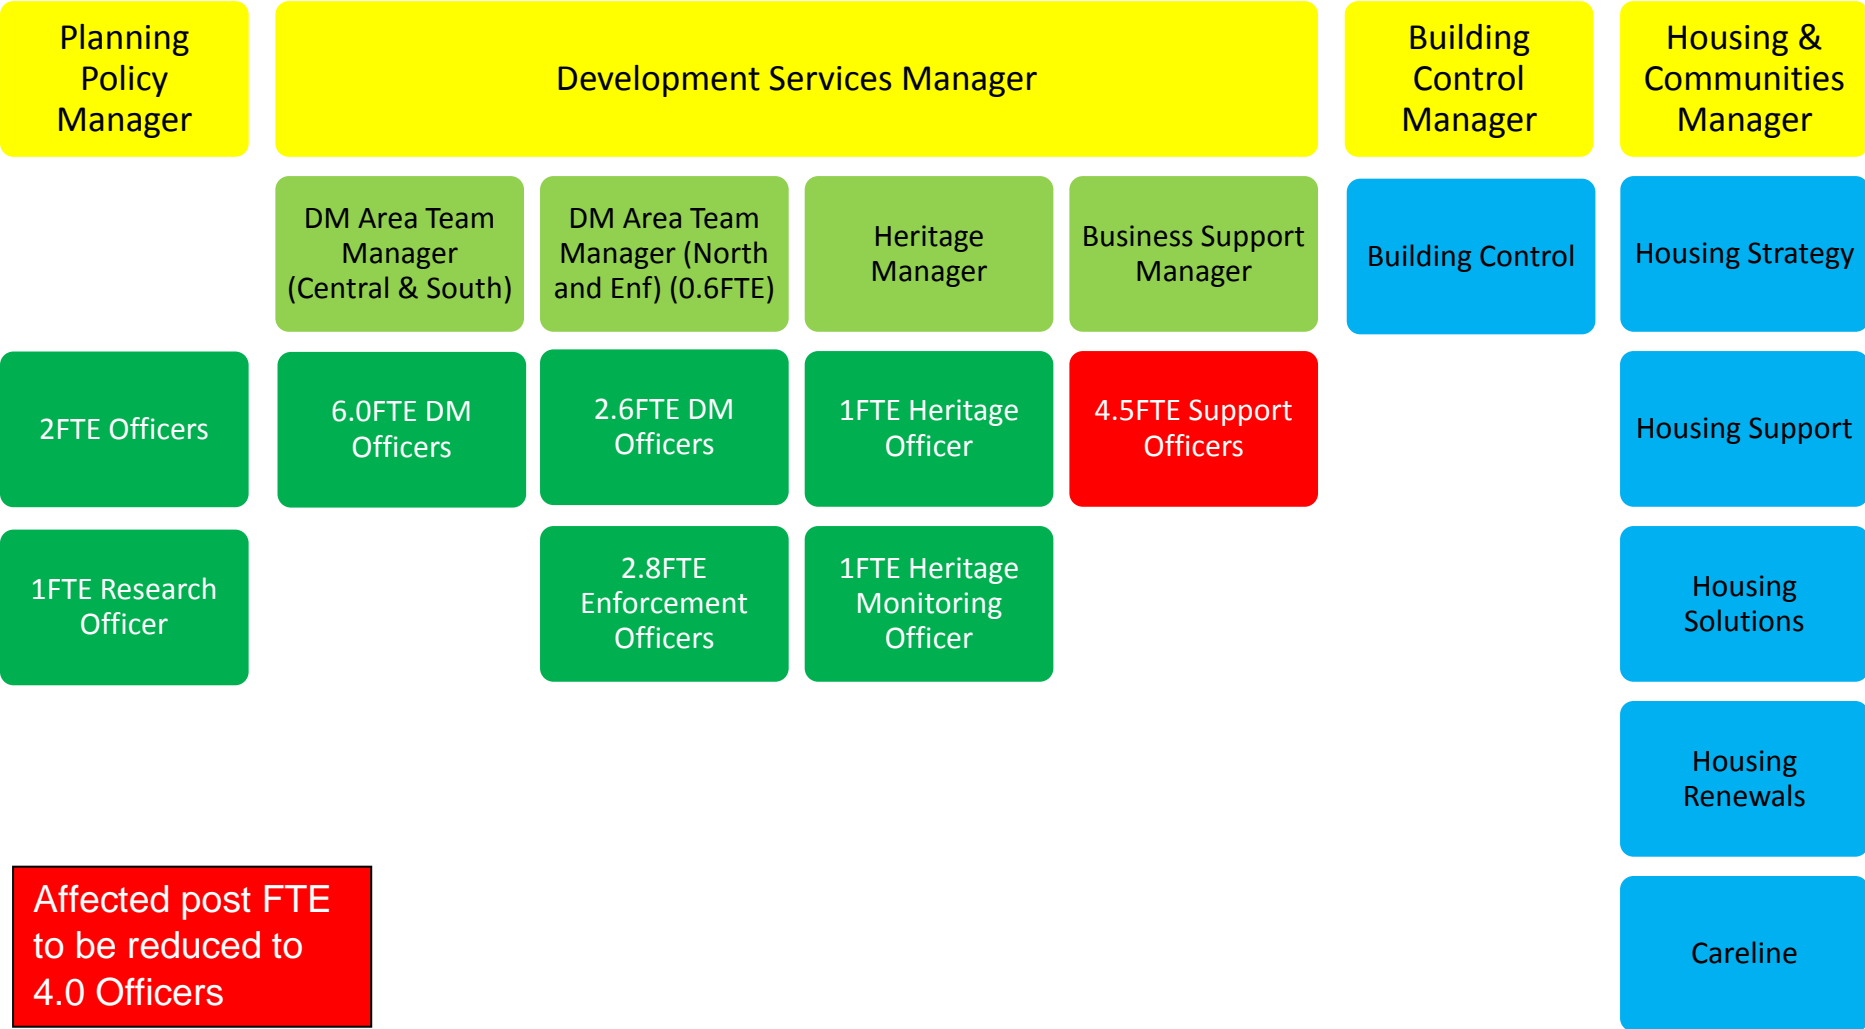 Planning
Policy
Manager
Development Services Manager
Building
Control
Manager
Housing &
Communities
Manager
DM Area Team
Manager
(Central & South)
DM Area Team
Manager (North
and Enf) (0.6FTE)
Heritage
Manager
Business Support
Manager
Building Control
Housing Strategy
2FTE Officers
6.0FTE DM
Officers
2.6FTE DM
Officers
1FTE Heritage
Officer
4.5FTE Support
Officers
Housing Support
1FTE Research
Officer
2.8FTE
Enforcement
Officers
1FTE Heritage
Monitoring
Officer
Housing
Solutions
Housing
Renewals
Careline
Affected post FTE
to be reduced to
4.0 Officers